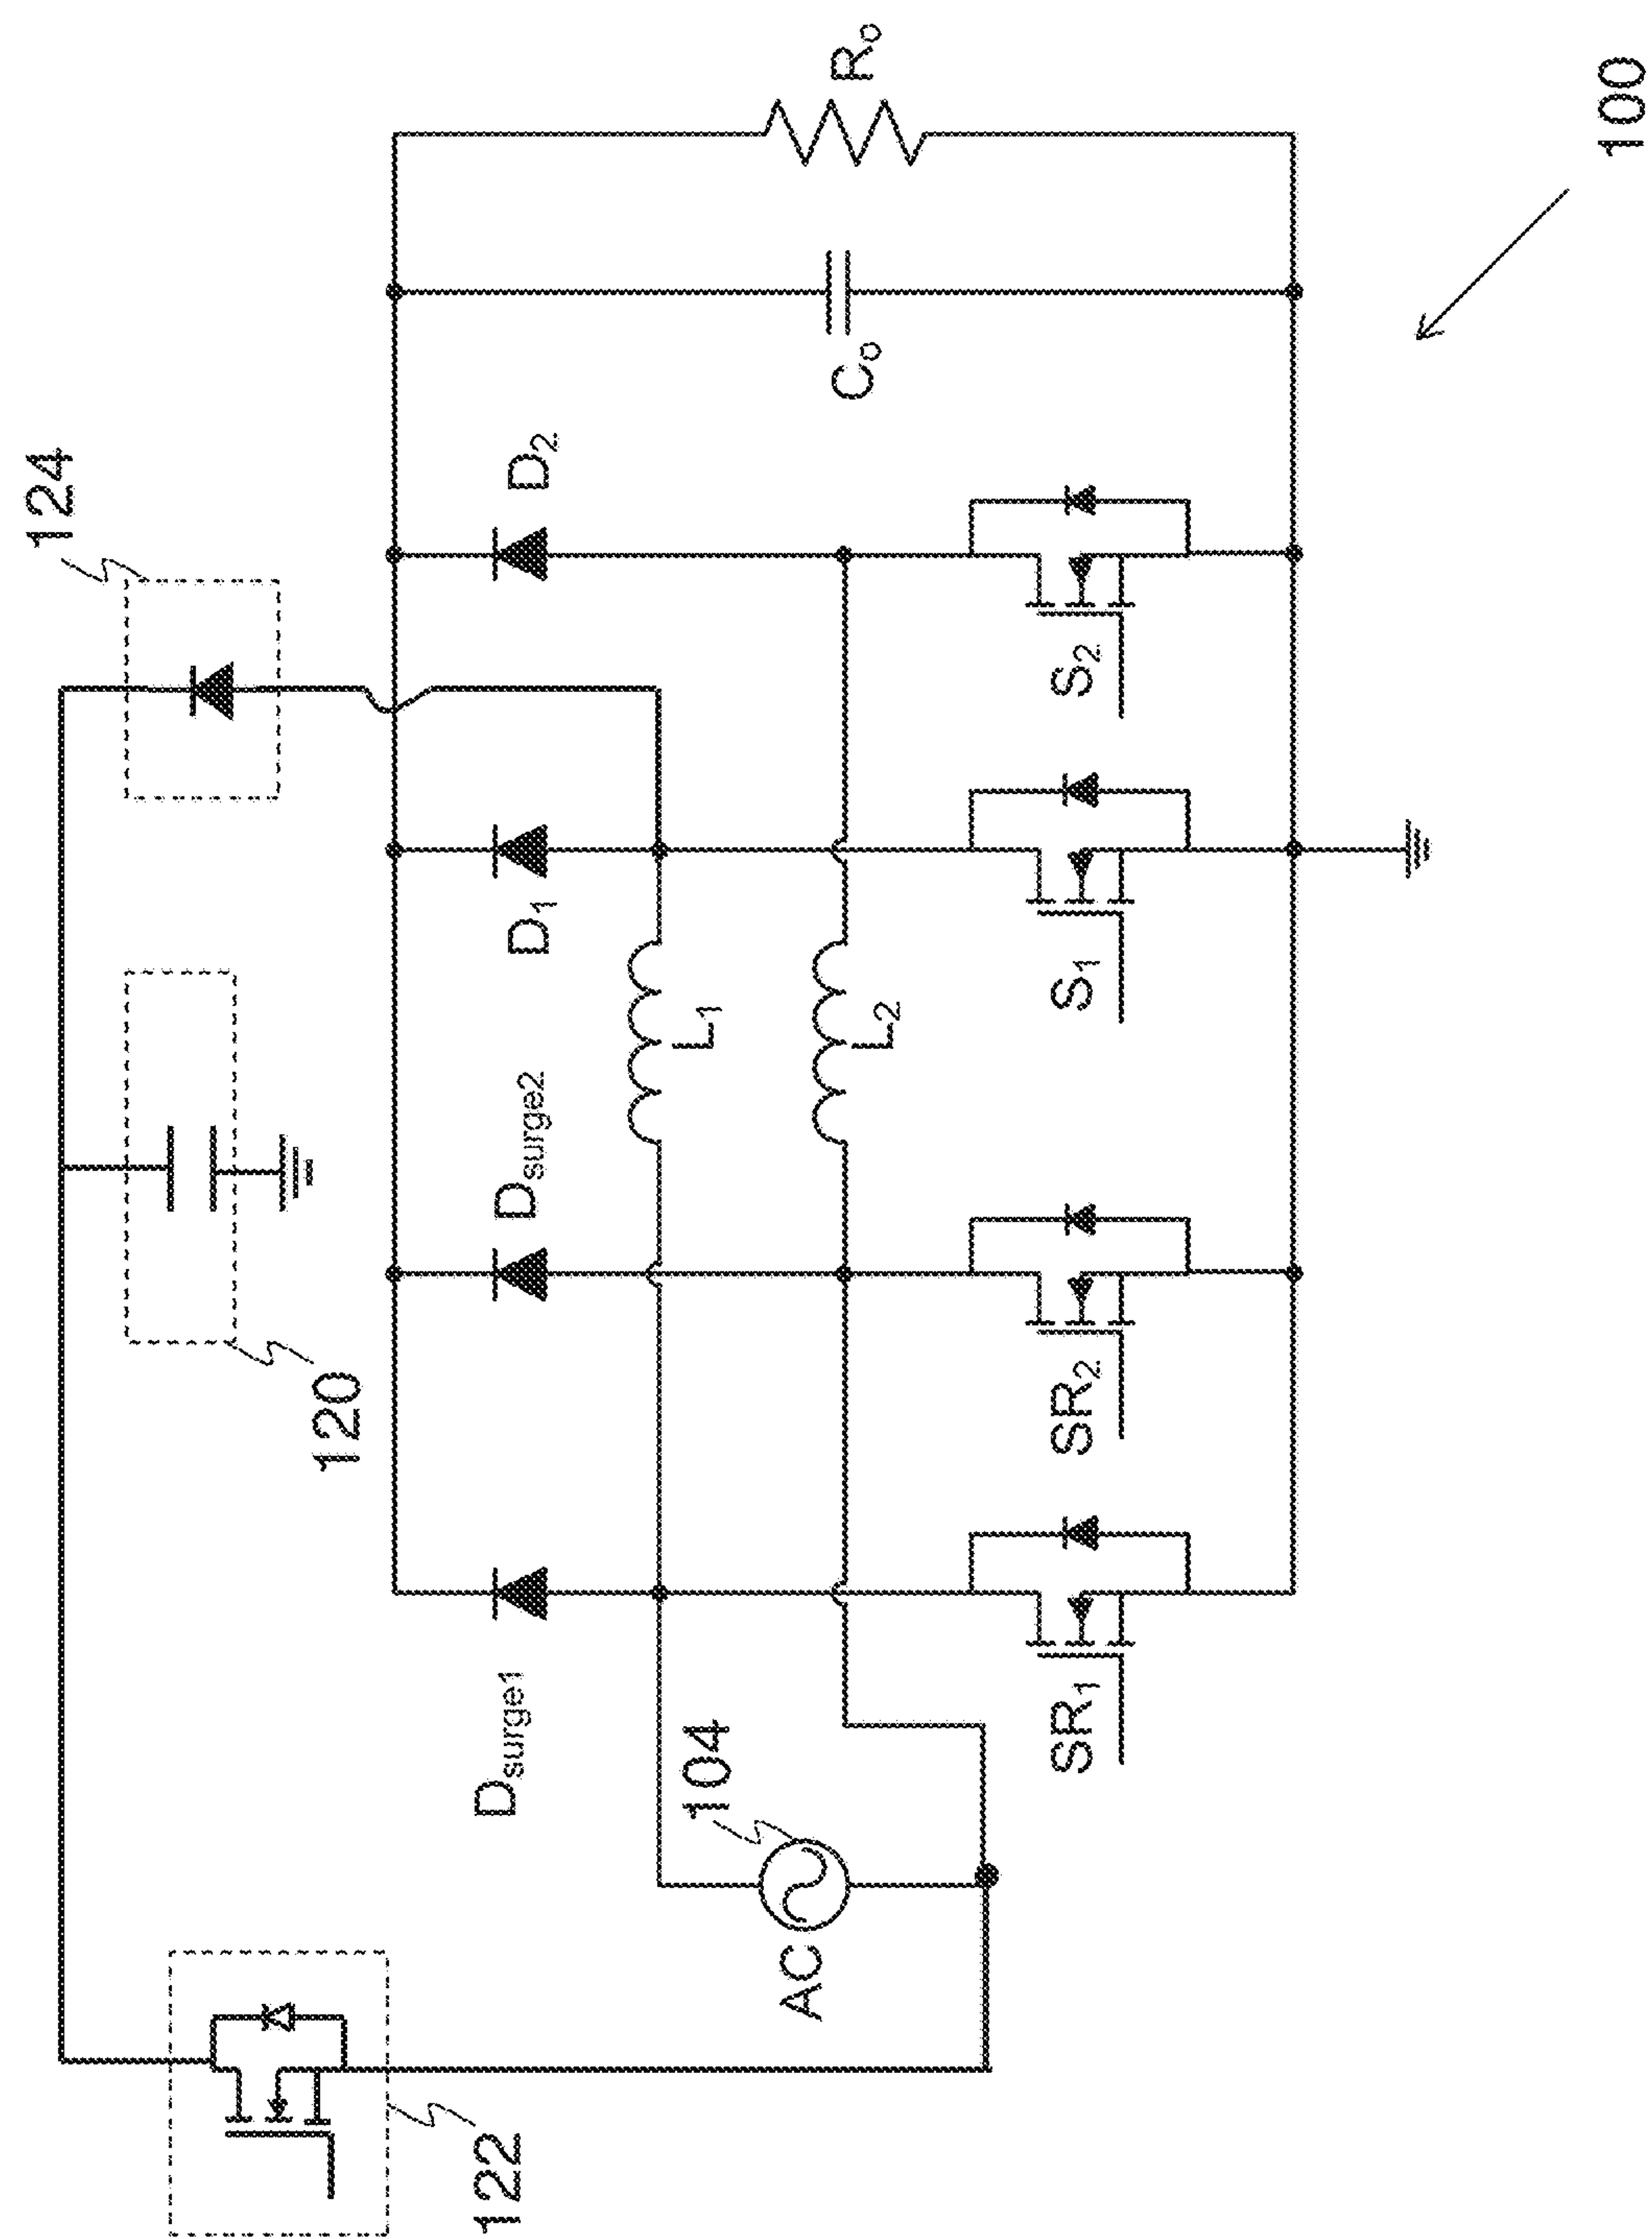 122
124
120
D₂
D₁
Dsurge2
Dsurge1
L₁
L₂
AC
104
Cₒ
Rₒ
SR₁
SR₂
S₁
S₂
100